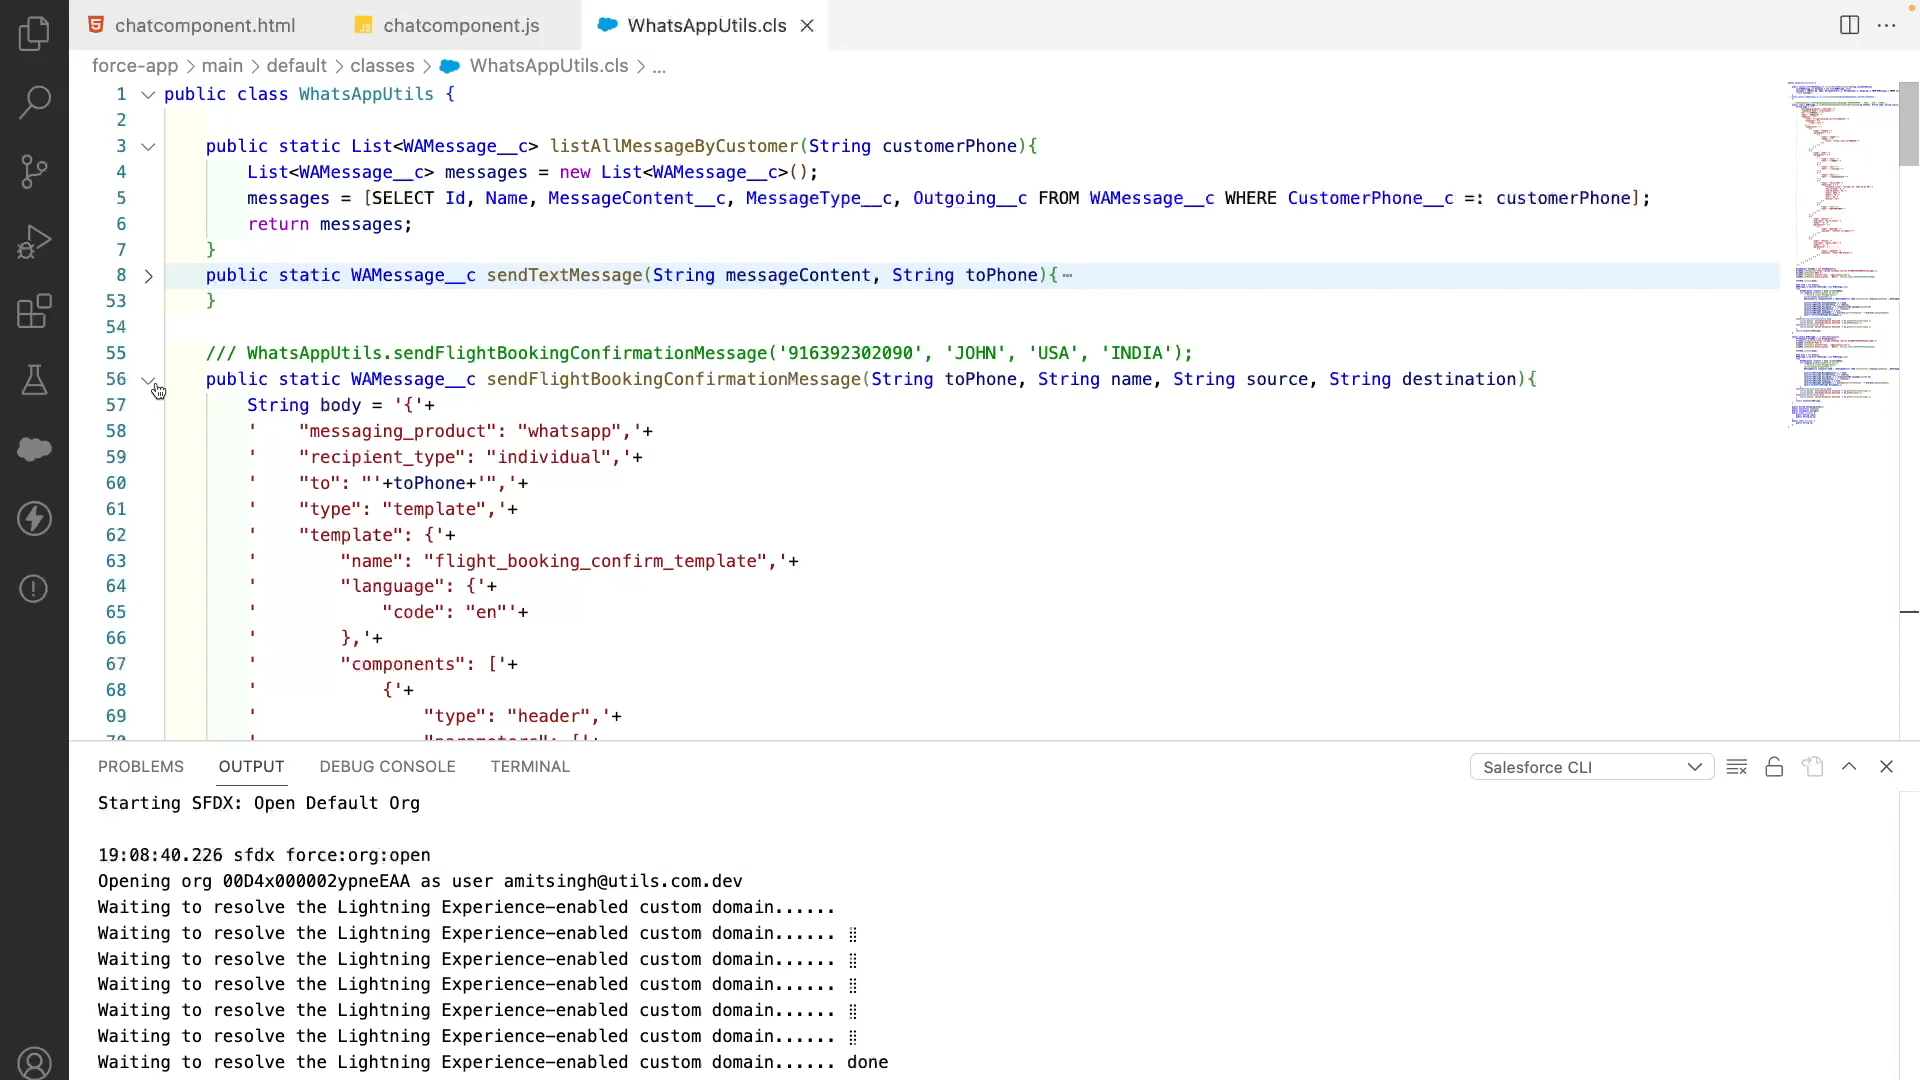 chatcomponent.html
JS chatcomponent.js
WhatsAppUtils.cls
force-app > main > default > classes > WhatsAppUtils.cls > ...
1 public class WhatsAppUtils {
2
3 public static List<WAMessage__c> listAllMessageByCustomer(String customerPhone){
4 List<WAMessage__c> messages = new List<WAMessage__c>();
5 messages = [SELECT Id, Name, MessageContent__c, MessageType__c, Outgoing__c FROM WAMessage__c WHERE CustomerPhone__c =: customerPhone];
6 return messages;
7 }
8 public static WAMessage__c sendTextMessage(String messageContent, String toPhone){ ⋯
53 }
54
55 /// WhatsAppUtils.sendFlightBookingConfirmationMessage('916392302090', 'JOHN', 'USA', 'INDIA');
56 public static WAMessage__c sendFlightBookingConfirmationMessage(String toPhone, String name, String source, String destination){
57 String body = '{'+
58 '    "messaging_product": "whatsapp",'+
59 '    "recipient_type": "individual",'+
60 '    "to": "'+toPhone+'",'+
61 '    "type": "template",'+
62 '    "template": {'+
63 '        "name": "flight_booking_confirm_template",'+
64 '        "language": {'+
65 '            "code": "en"'+
66 '        },'+
67 '        "components": ['+
68 '            {'+
69 '                "type": "header",'+
70 '                "parameters": ['+
PROBLEMS OUTPUT DEBUG CONSOLE TERMINAL Salesforce CLI
Starting SFDX: Open Default Org
19:08:40.226 sfdx force:org:open
Opening org 00D4x000002ypneEAA as user amitsingh@utils.com.dev
Waiting to resolve the Lightning Experience-enabled custom domain......
Waiting to resolve the Lightning Experience-enabled custom domain...... ⣾
Waiting to resolve the Lightning Experience-enabled custom domain...... ⣾
Waiting to resolve the Lightning Experience-enabled custom domain...... ⣾
Waiting to resolve the Lightning Experience-enabled custom domain...... ⣾
Waiting to resolve the Lightning Experience-enabled custom domain...... ⣾
Waiting to resolve the Lightning Experience-enabled custom domain...... done